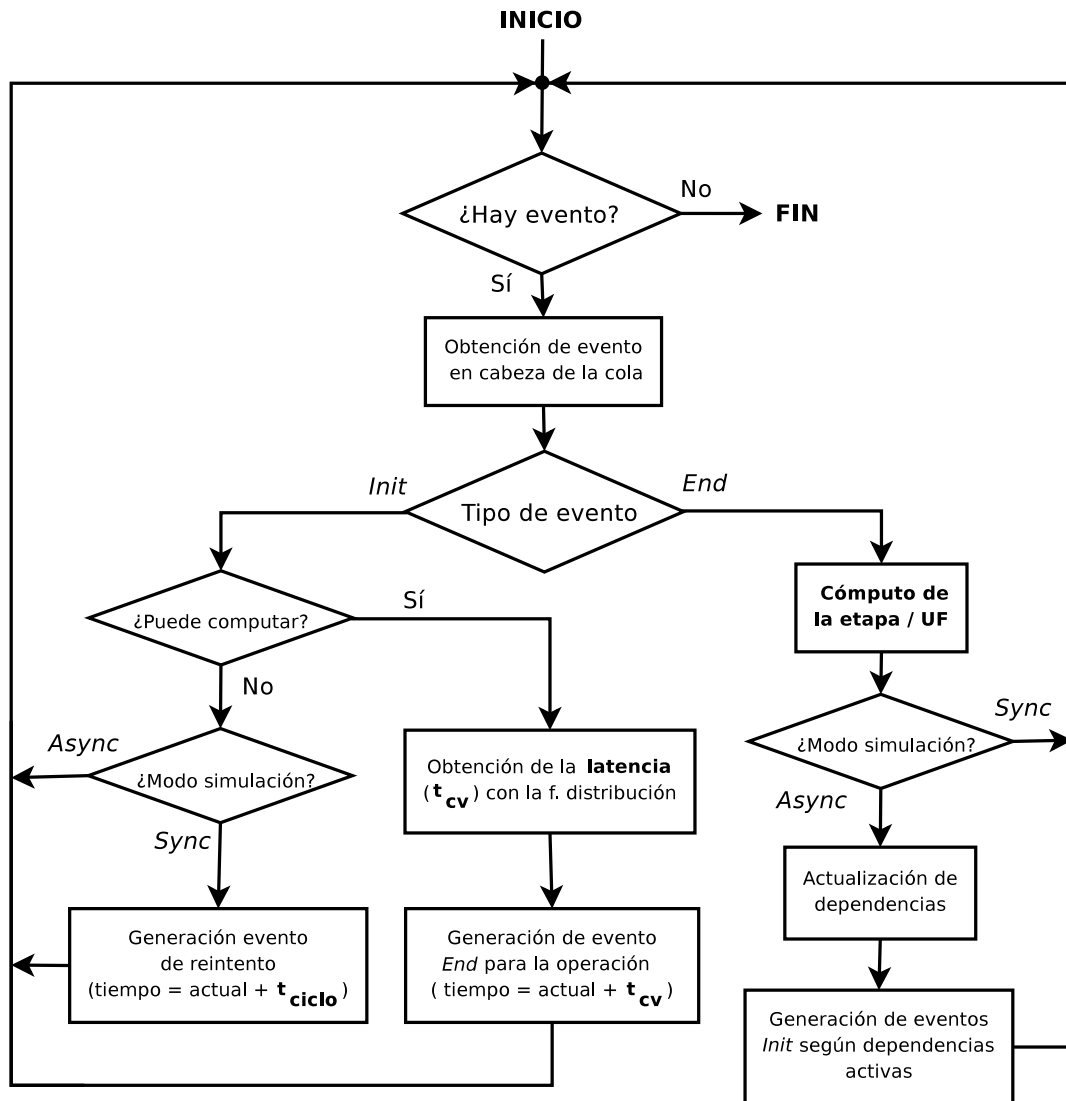 INICIO
¿Hay evento?
No
FIN
Sí
Obtención de evento
en cabeza de la cola
Tipo de evento
Init
End
¿Puede computar?
Sí
No
Cómputo de
la etapa / UF
¿Modo simulación?
Async
Sync
Obtención de la latencia
(tcv) con la f. distribución
¿Modo simulación?
Sync
Async
Generación evento
de reintento
(tiempo = actual + tciclo)
Generación de evento
End para la operación
( tiempo = actual + tcv)
Actualización de
dependencias
Generación de eventos
Init según dependencias
activas